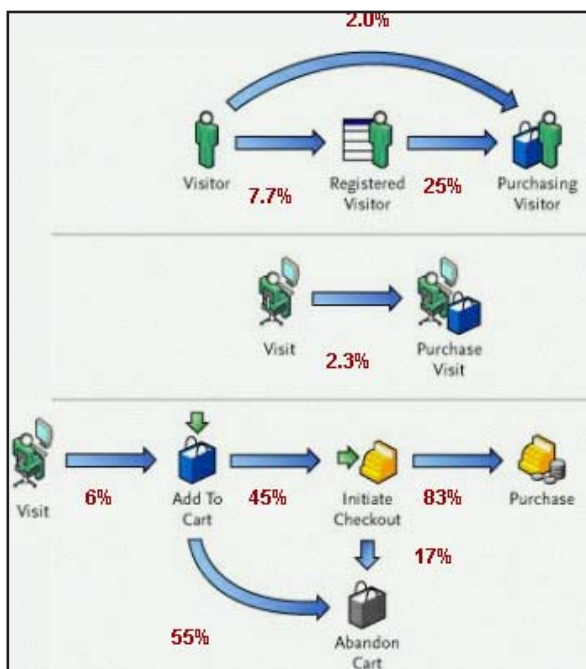 2.0%
Visitor
7.7%
Registered
Visitor
25%
Purchasing
Visitor
Visit
2.3%
Purchase
Visit
Visit
6%
Add To
Cart
45%
Initiate
Checkout
83%
Purchase
17%
55%
Abandon
Cart